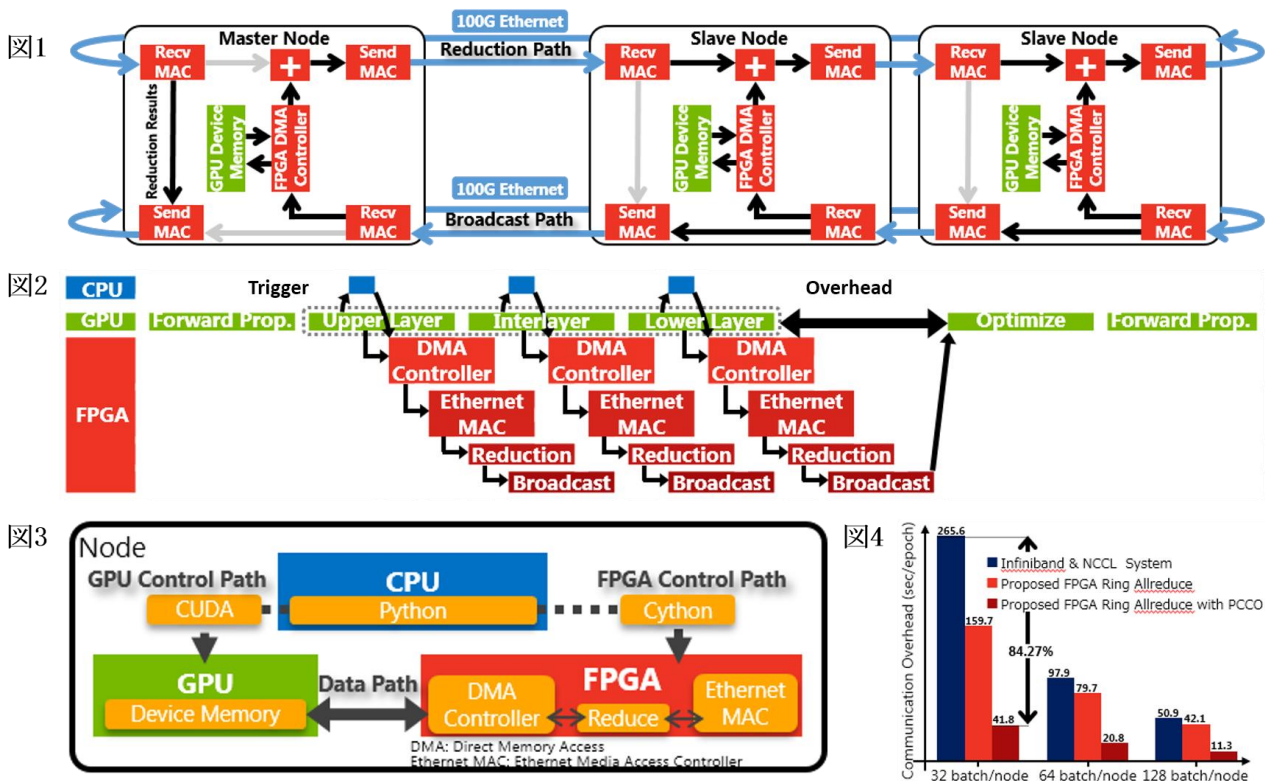 図1
100G Ethernet
Reduction Path
Master Node
Recv
MAC
+
Send
MAC
Reduction Results
GPU Device
Memory
FPGA DMA
Controller
Send
MAC
Recv
MAC
100G Ethernet
Broadcast Path
Slave Node
Recv
MAC
+
Send
MAC
GPU Device
Memory
FPGA DMA
Controller
Send
MAC
Recv
MAC
Slave Node
Recv
MAC
+
Send
MAC
GPU Device
Memory
FPGA DMA
Controller
Send
MAC
Recv
MAC
図2
CPU
Trigger
Overhead
GPU
Forward Prop.
Upper Layer
Interlayer
Lower Layer
Optimize
Forward Prop.
FPGA
DMA
Controller
Ethernet
MAC
Reduction
Broadcast
DMA
Controller
Ethernet
MAC
Reduction
Broadcast
DMA
Controller
Ethernet
MAC
Reduction
Broadcast
図3
Node
GPU Control Path
CPU
FPGA Control Path
CUDA
Python
Cython
GPU
Device Memory
Data Path
FPGA
DMA
Controller
Reduce
Ethernet
MAC
DMA: Direct Memory Access
Ethernet MAC: Ethernet Media Access Controller
図4
Communication Overhead (sec/epoch)
Infiniband & NCCL System
Proposed FPGA Ring Allreduce
Proposed FPGA Ring Allreduce with PCCO
265.6
159.7
41.8
84.27%
97.9
79.7
20.8
50.9
42.1
11.3
32 batch/node
64 batch/node
128 batch/node